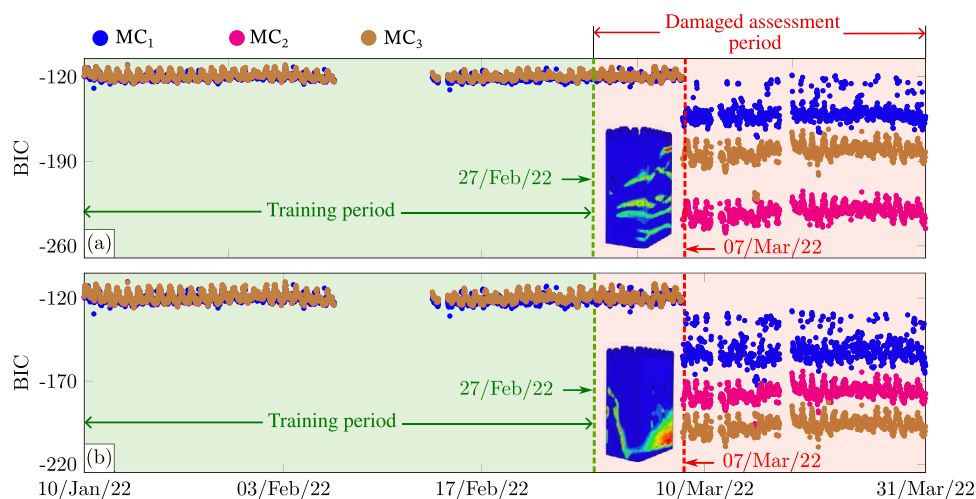 Damaged assessment
period
MC1 MC2 MC3
-120
-190
-260
BIC
27/Feb/22
Training period
(a)
07/Mar/22
-120
-170
-220
BIC
27/Feb/22
Training period
(b)
07/Mar/22
10/Jan/22 03/Feb/22 17/Feb/22 10/Mar/22 31/Mar/22